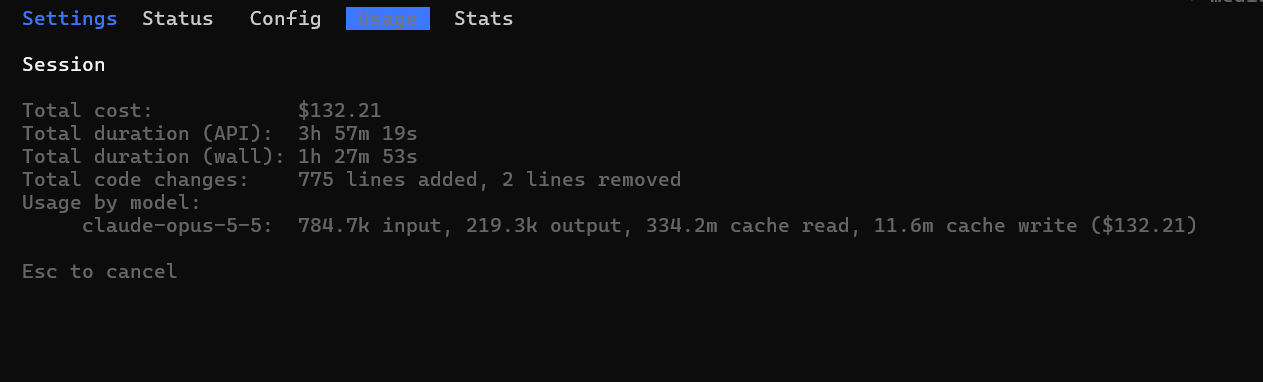 Settings Status Config Usage Stats
Session
Total cost: $132.21
Total duration (API): 3h 57m 19s
Total duration (wall): 1h 27m 53s
Total code changes: 775 lines added, 2 lines removed
Usage by model:
claude-opus-5-5: 784.7k input, 219.3k output, 334.2m cache read, 11.6m cache write ($132.21)
Esc to cancel